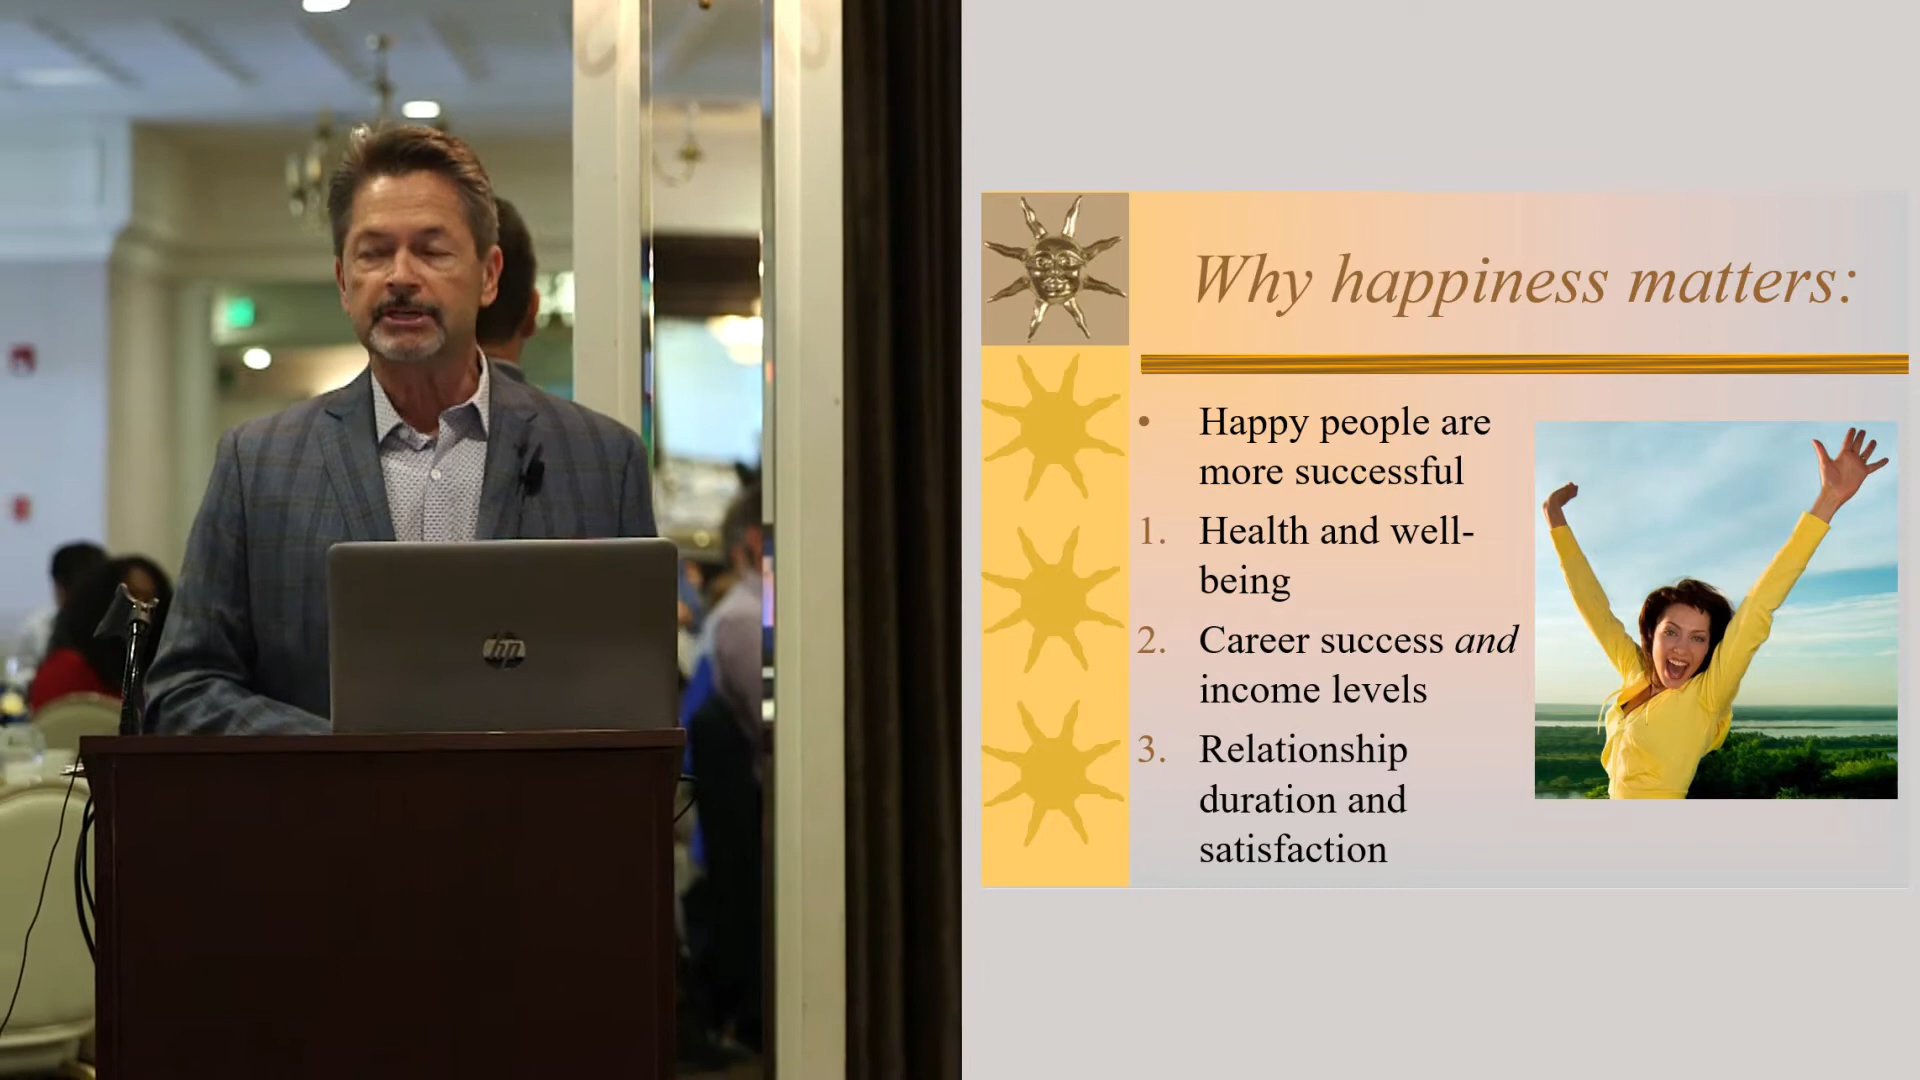 hp
Why happiness matters:
• Happy people are
more successful
1. Health and well-
being
2. Career success and
income levels
3. Relationship
duration and
satisfaction